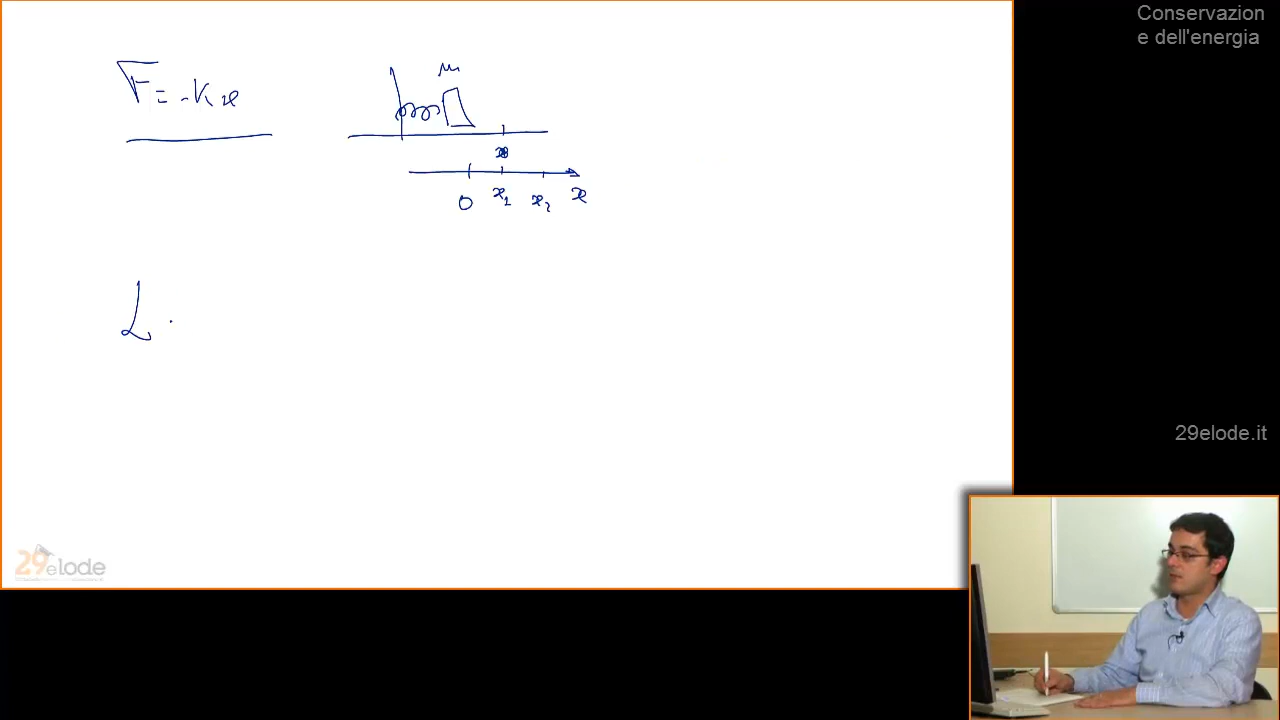 Conservazion
e dell'energia
F = -Kx
m
0 x₁ x₂ x
L
29elode.it
29elode